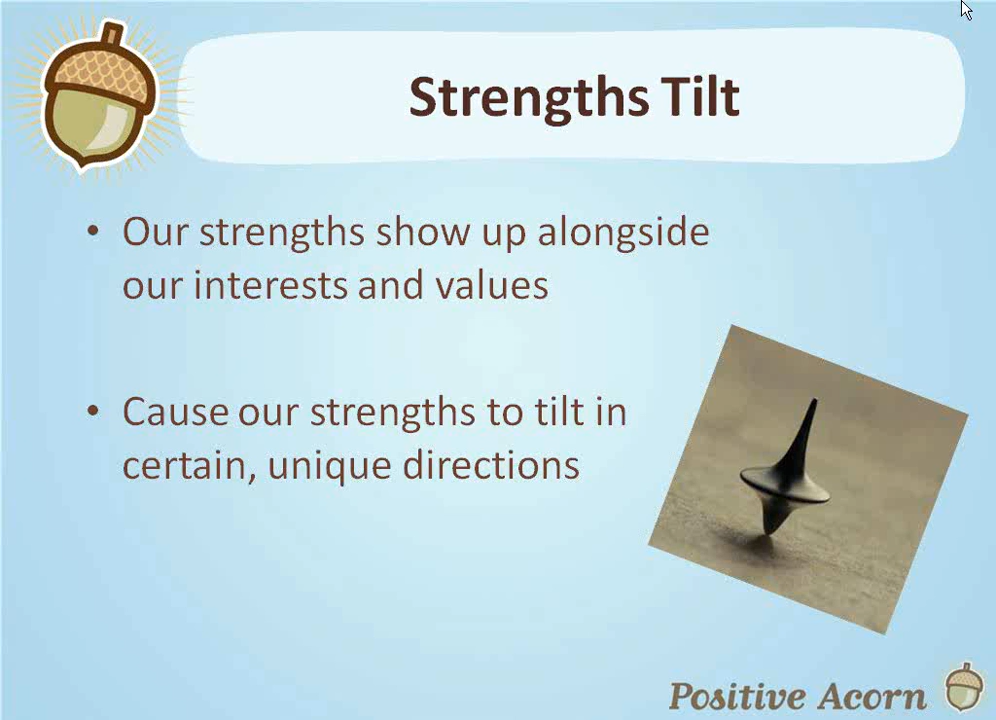 Strengths Tilt
• Our strengths show up alongside
our interests and values
• Cause our strengths to tilt in
certain, unique directions
Positive Acorn